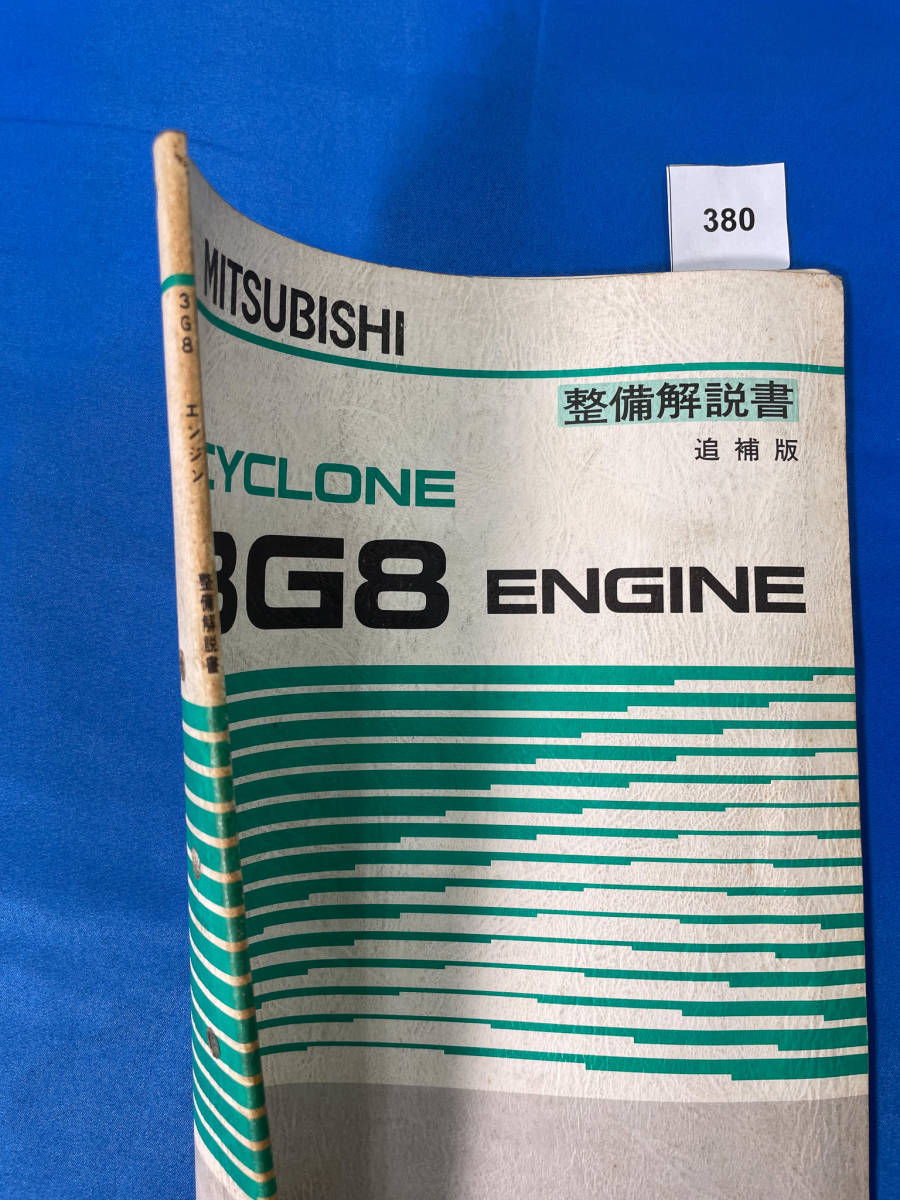 380
MITSUBISHI
整備解説書
追補版
CYCLONE
3G8 ENGINE
3G8 エンジン 整備解説書